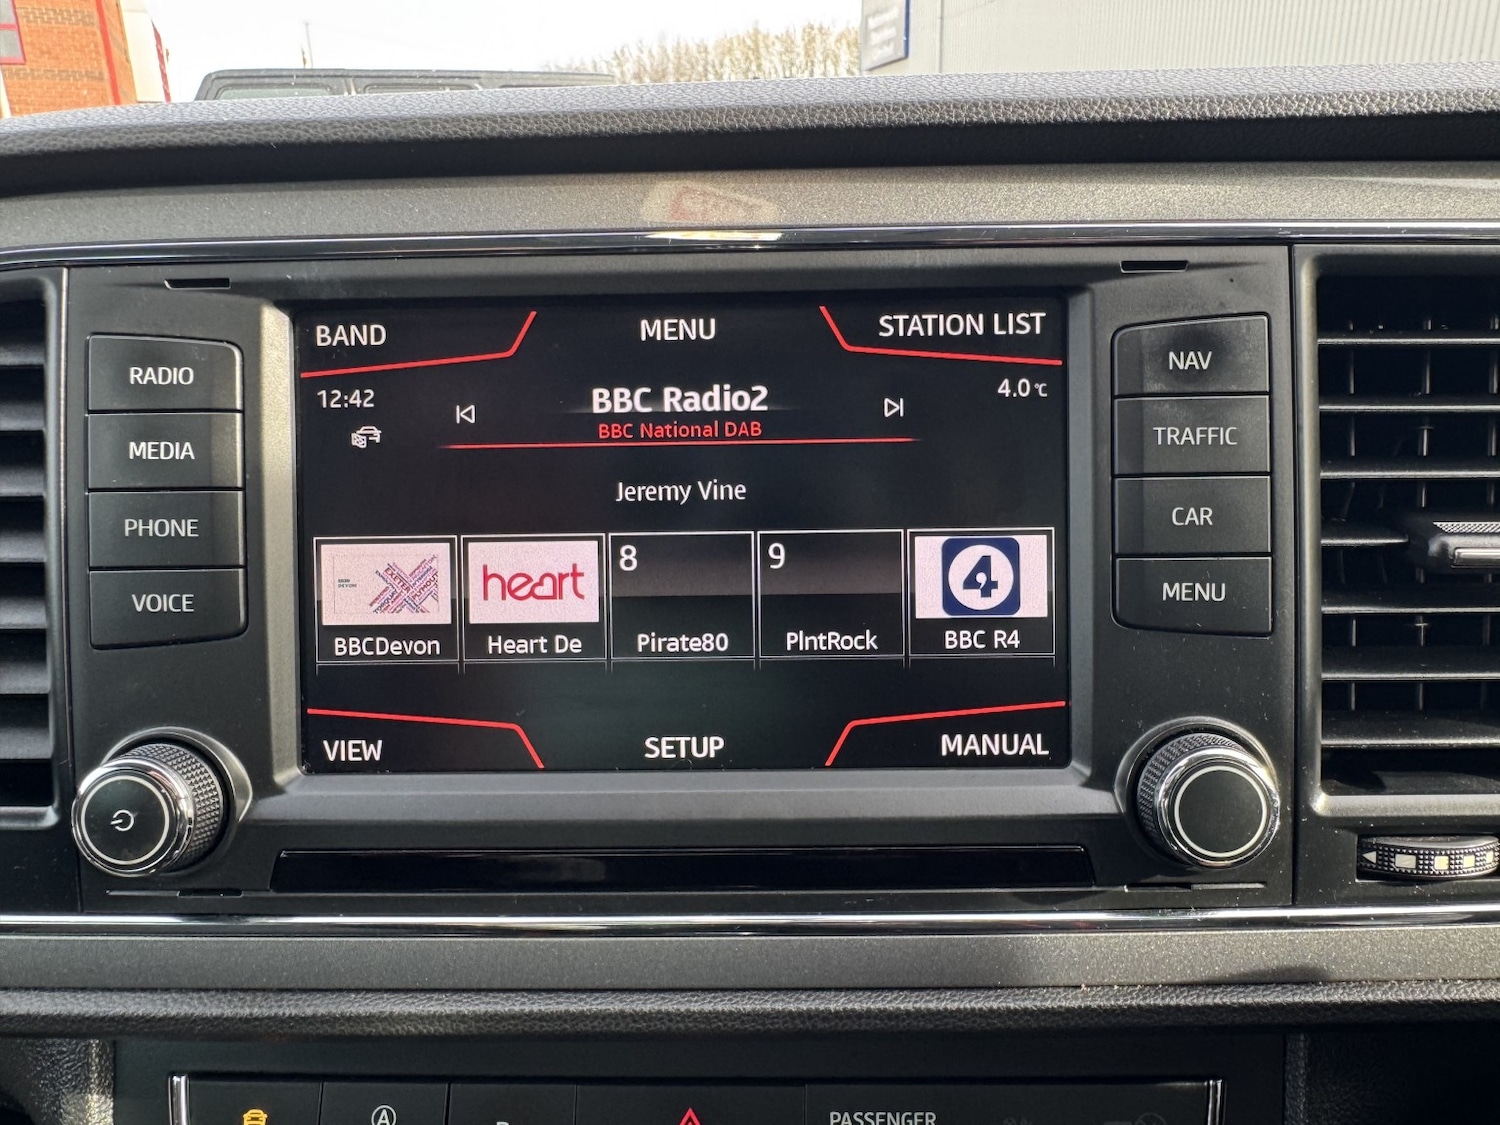 BAND
MENU
STATION LIST
12:42
BBC Radio2
4.0°C
BBC National DAB
Jeremy Vine
heart
8
9
4
BBCDevon
Heart De
Pirate80
PlntRock
BBC R4
VIEW
SETUP
MANUAL
RADIO
MEDIA
PHONE
VOICE
NAV
TRAFFIC
CAR
MENU
A
PASSENGER